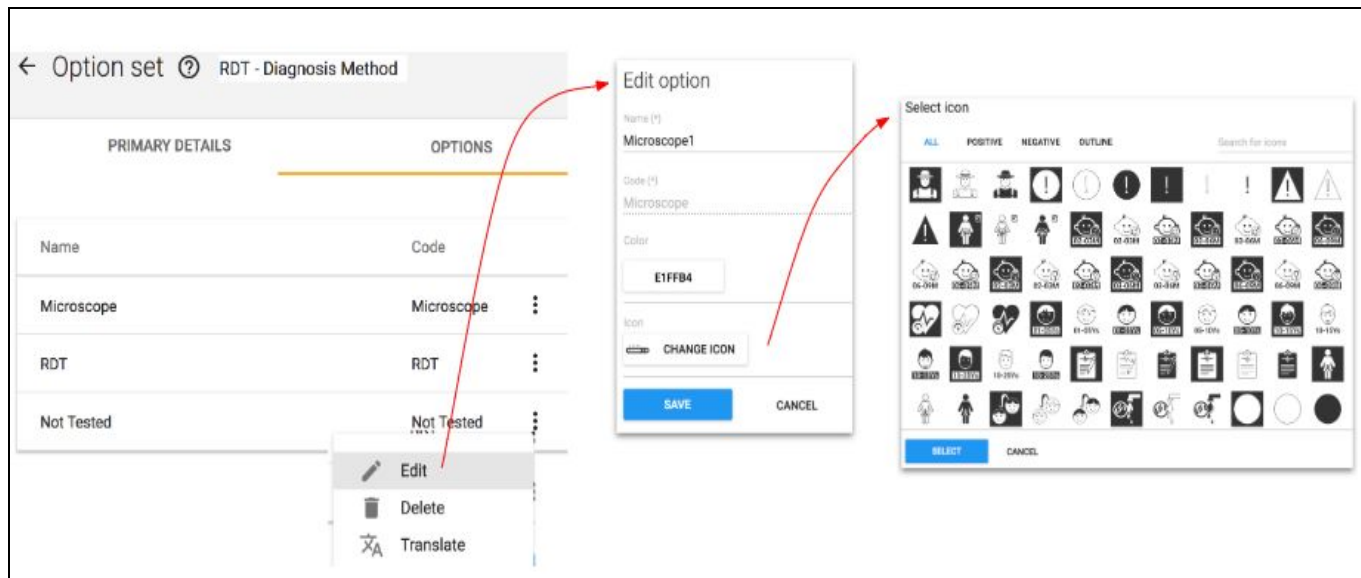 Option set RDT - Diagnosis Method
PRIMARY DETAILS OPTIONS
Name Code
Microscope Microscope
RDT RDT
Not Tested Not Tested
Edit
Delete
Translate
Edit option
Name (*)
Microscope1
Code (*)
Microscope
Color
E1FFB4
Icon
CHANGE ICON
SAVE CANCEL
Select icon
ALL POSITIVE NEGATIVE OUTLINE Search for icons
SELECT CANCEL